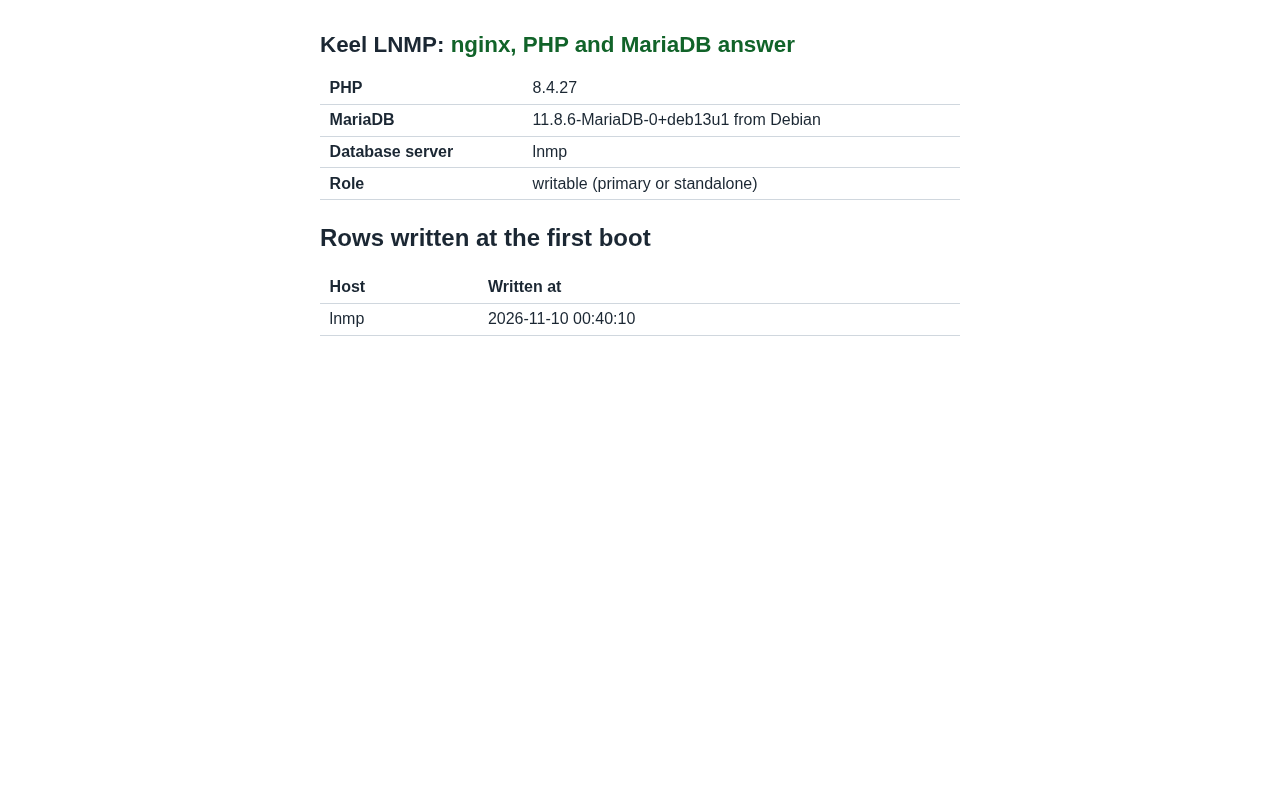 Keel LNMP: nginx, PHP and MariaDB answer
PHP 8.4.27
MariaDB 11.8.6-MariaDB-0+deb13u1 from Debian
Database server lnmp
Role writable (primary or standalone)
Rows written at the first boot
Host Written at
lnmp 2026-11-10 00:40:10